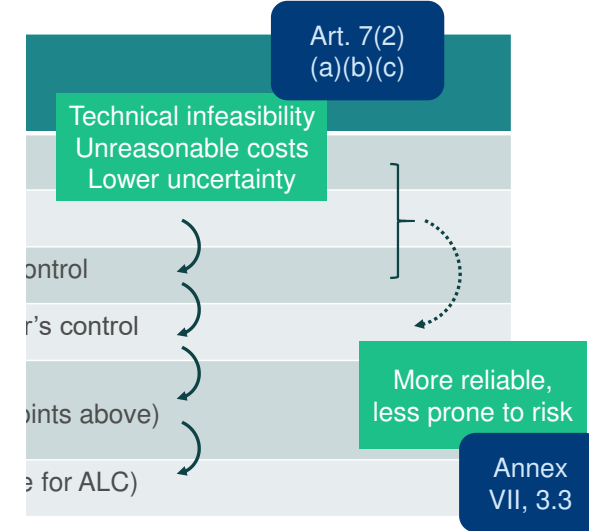 Art. 7(2)
(a)(b)(c)
Technical infeasibility
Unreasonable costs
Lower uncertainty
ontrol
r's control
More reliable,
less prone to risk
oints above)
Annex
VII, 3.3
e for ALC)